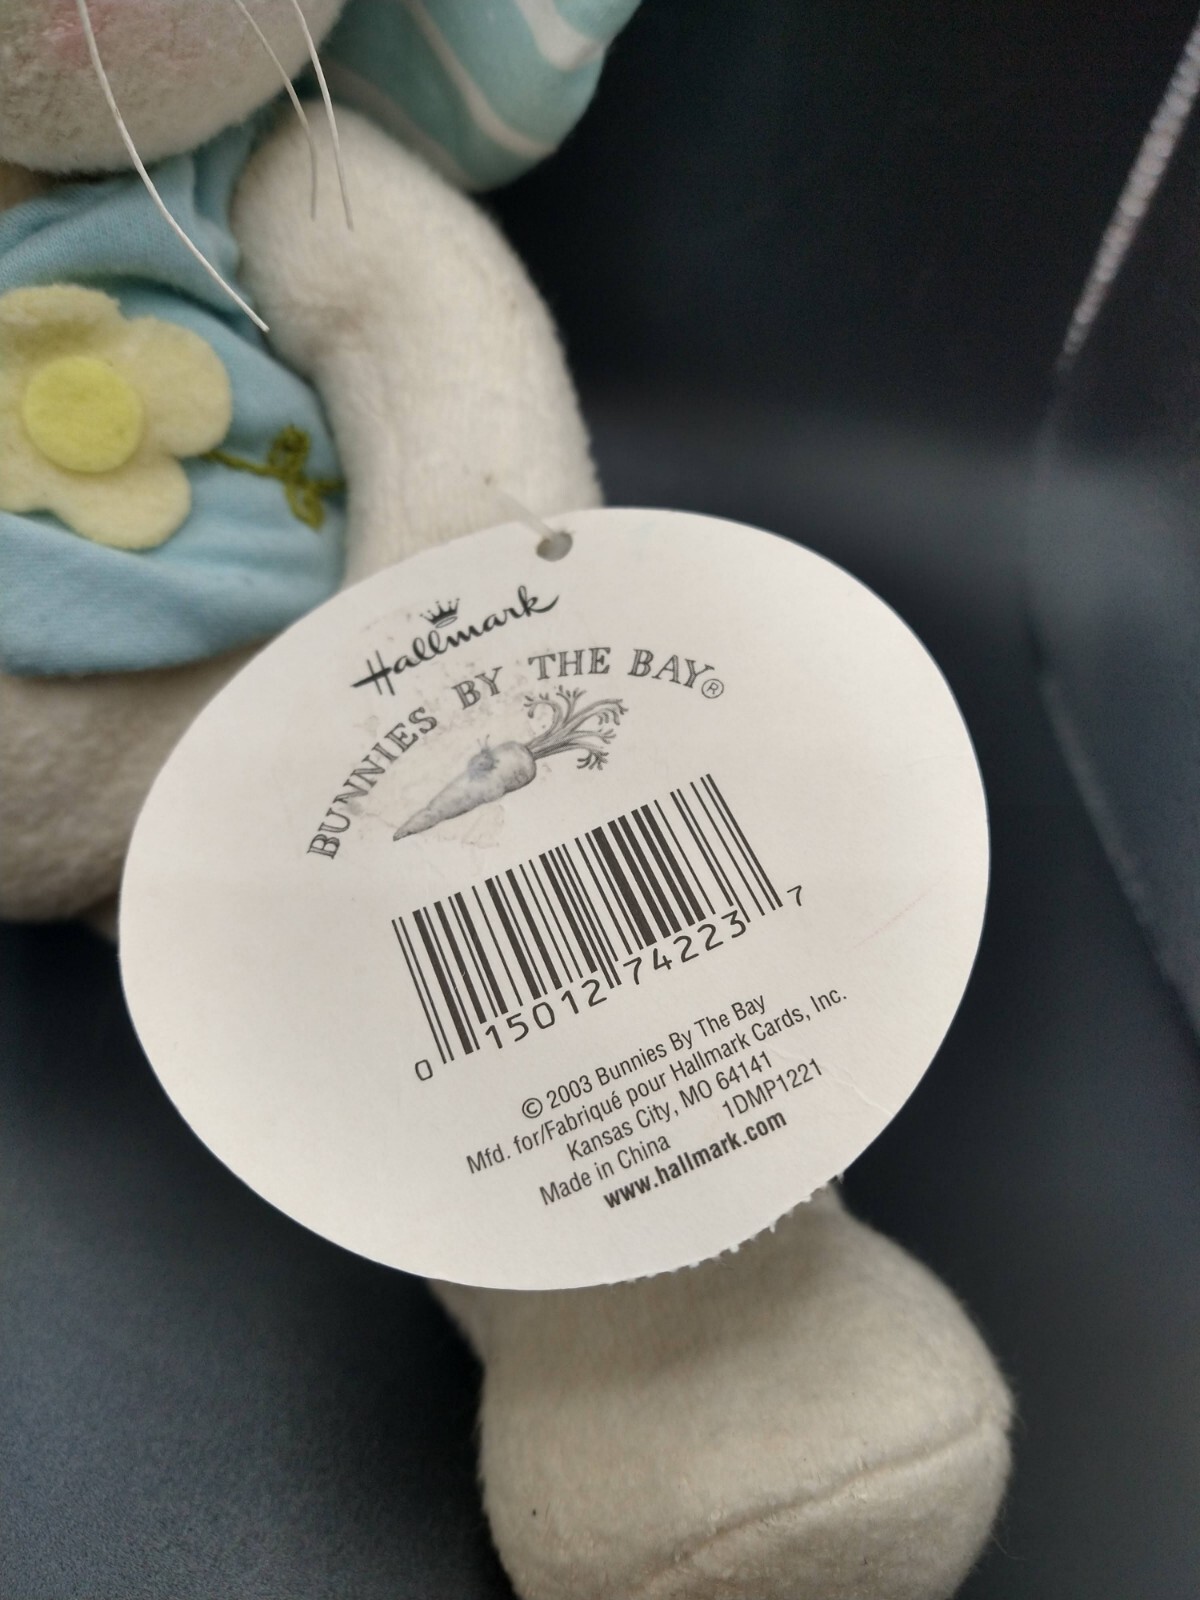 Hallmark
BUNNIES BY THE BAY®
0 15012 74223 7
© 2003 Bunnies By The Bay
Mfd. for/Fabriqué pour Hallmark Cards, Inc.
Kansas City, MO 64141
Made in China 1DMP1221
www.hallmark.com